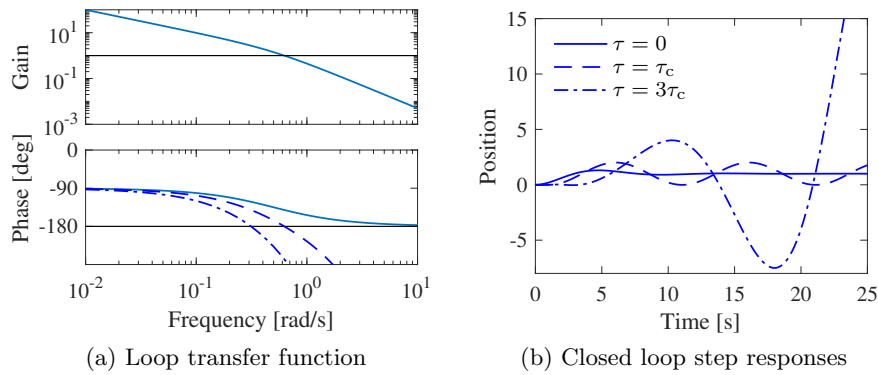 Gain
10^1
10^-1
10^-3
Phase [deg]
0
-90
-180
10^-2
10^-1
10^0
10^1
Frequency [rad/s]
(a) Loop transfer function
Position
15
10
5
0
-5
τ = 0
τ = τ_c
τ = 3τ_c
0
5
10
15
20
25
Time [s]
(b) Closed loop step responses